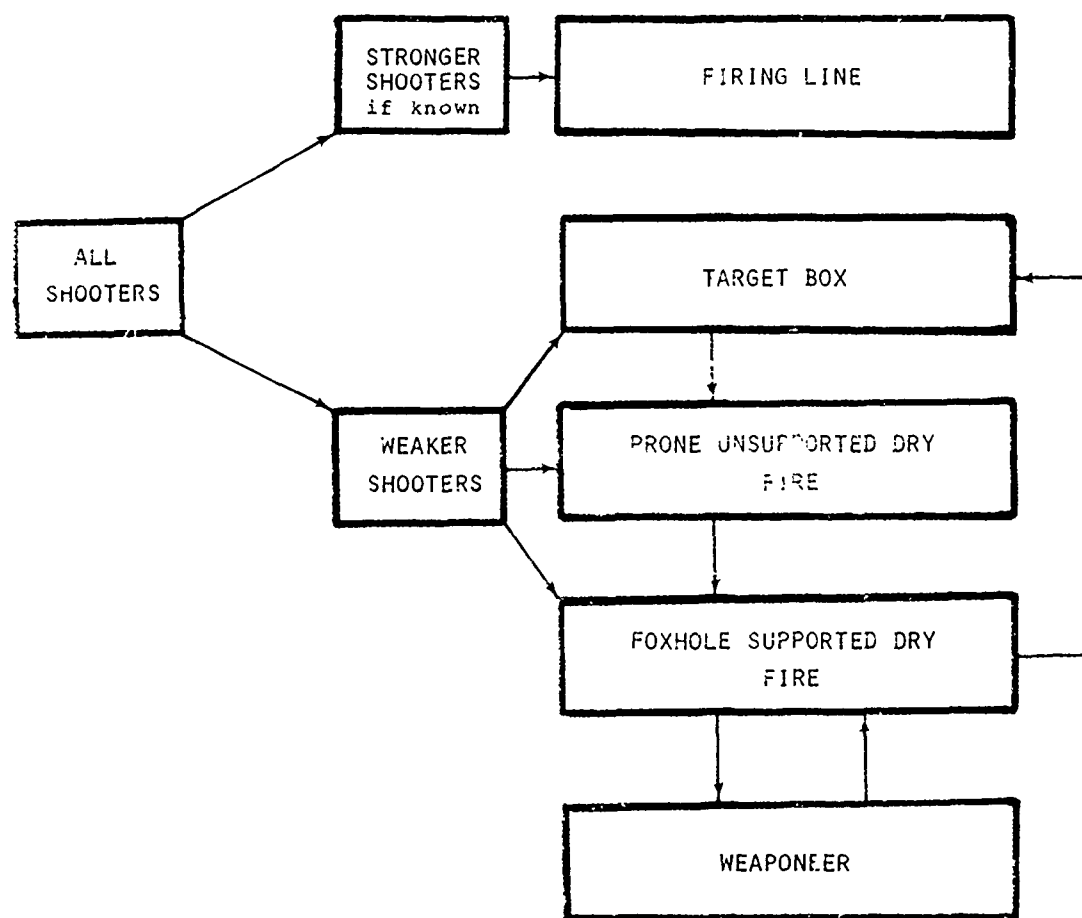 STRONGER
SHOOTERS
if known
FIRING LINE
ALL
SHOOTERS
TARGET BOX
WEAKER
SHOOTERS
PRONE UNSUPPORTED DRY
FIRE
FOXHOLE SUPPORTED DRY
FIRE
WEAPONEER